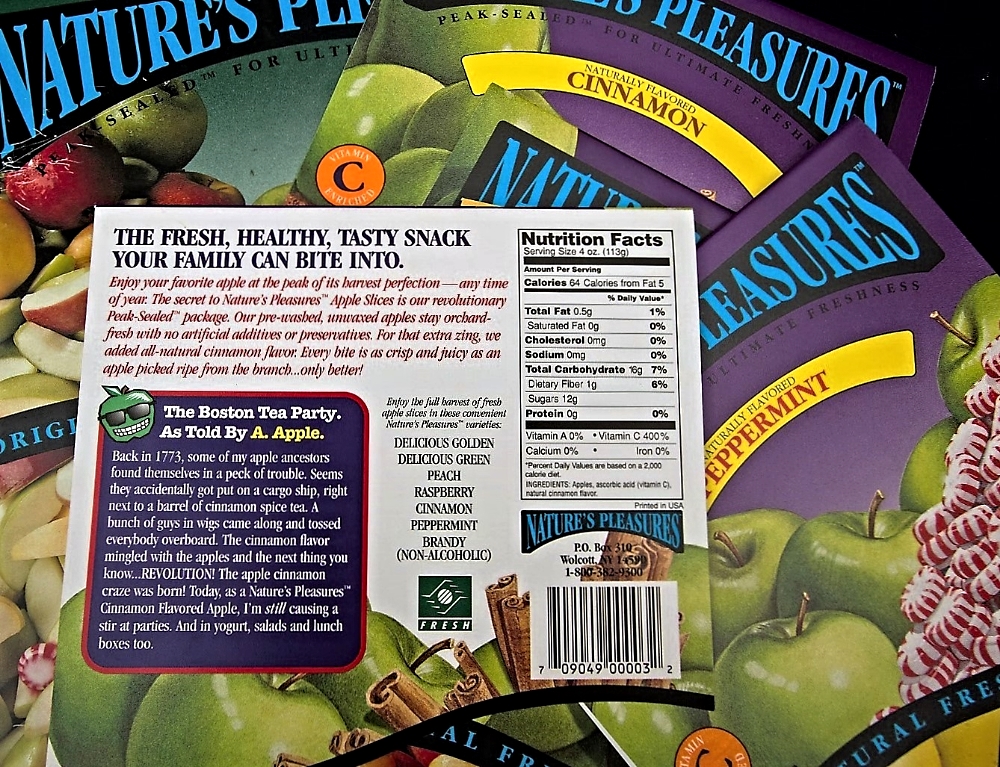 NATURE'S
SEALED™ FOR
PEAK-SEALED™
FOR ULTIMATE
PLEASURES™
NATURALLY FLAVORED
CINNAMON
VITAMIN
C
ENRICHED
PEPPERMINT
NATURALLY FLAVORED
FRESHNESS
THE FRESH, HEALTHY, TASTY SNACK
YOUR FAMILY CAN BITE INTO.
Enjoy your favorite apple at the peak of its harvest perfection—any time
of year. The secret to Nature's Pleasures™ Apple Slices is our revolutionary
Peak-Sealed™ package. Our pre-washed, unwaxed apples stay orchard-
fresh with no artificial additives or preservatives. For that extra zing, we
added all-natural cinnamon flavor. Every bite is as crisp and juicy as an
apple picked ripe from the branch...only better!
The Boston Tea Party.
As Told By A. Apple.
Back in 1773, some of my apple ancestors
found themselves in a peck of trouble. Seems
they accidentally got put on a cargo ship, right
next to a barrel of cinnamon spice tea. A
bunch of guys in wigs came along and tossed
everybody overboard. The cinnamon flavor
mingled with the apples and the next thing you
know...REVOLUTION! The apple cinnamon
craze was born! Today, as a Nature's Pleasures™
Cinnamon Flavored Apple, I'm still causing a
stir at parties. And in yogurt, salads and lunch
boxes too.
Enjoy the full harvest of fresh
apple slices in these convenient
Nature's Pleasures™ varieties:
DELICIOUS GOLDEN
DELICIOUS GREEN
PEACH
RASPBERRY
CINNAMON
PEPPERMINT
BRANDY
(NON-ALCOHOLIC)
FRESH
Nutrition Facts
Serving Size 4 oz. (113g)
Amount Per Serving
Calories 64 Calories from Fat 5
% Daily Value*
Total Fat 0.5g 1%
Saturated Fat 0g 0%
Cholesterol 0mg 0%
Sodium 0mg 0%
Total Carbohydrate 16g 7%
Dietary Fiber 1g 6%
Sugars 12g
Protein 0g 0%
Vitamin A 0% • Vitamin C 400%
Calcium 0% • Iron 0%
*Percent Daily Values are based on a 2,000
calorie diet.
INGREDIENTS: Apples, ascorbic acid (vitamin C),
natural cinnamon flavor.
Printed in USA
NATURE'S PLEASURES™
P.O. Box 310
Wolcott, NY 14590
1-800-382-9300
7 09049 00003 2